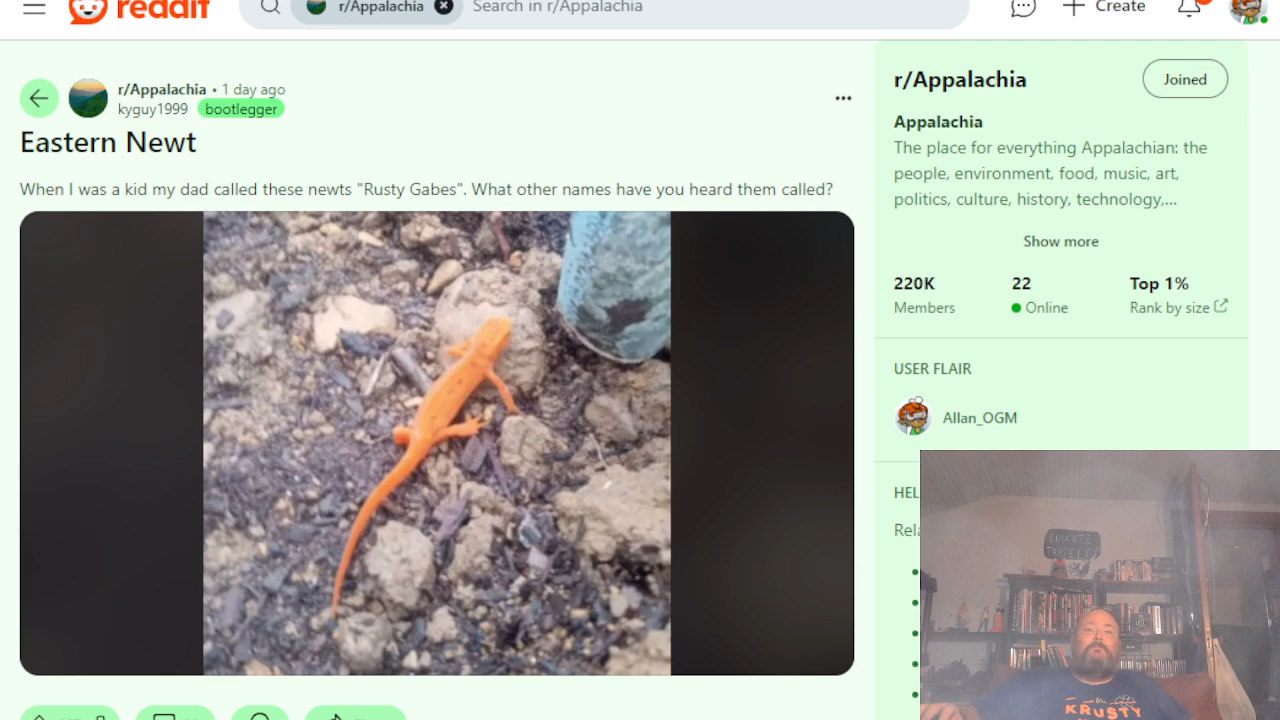 reddit
r/Appalachia
Search in r/Appalachia
Create
r/Appalachia • 1 day ago
kyguy1999 bootlegger
Eastern Newt
When I was a kid my dad called these newts "Rusty Gabes". What other names have you heard them called?
r/Appalachia
Joined
Appalachia
The place for everything Appalachian: the
people, environment, food, music, art,
politics, culture, history, technology,...
Show more
220K
Members
22
Online
Top 1%
Rank by size
USER FLAIR
Allan_OGM
EDUCATE
THYSELF!
KRUSTY